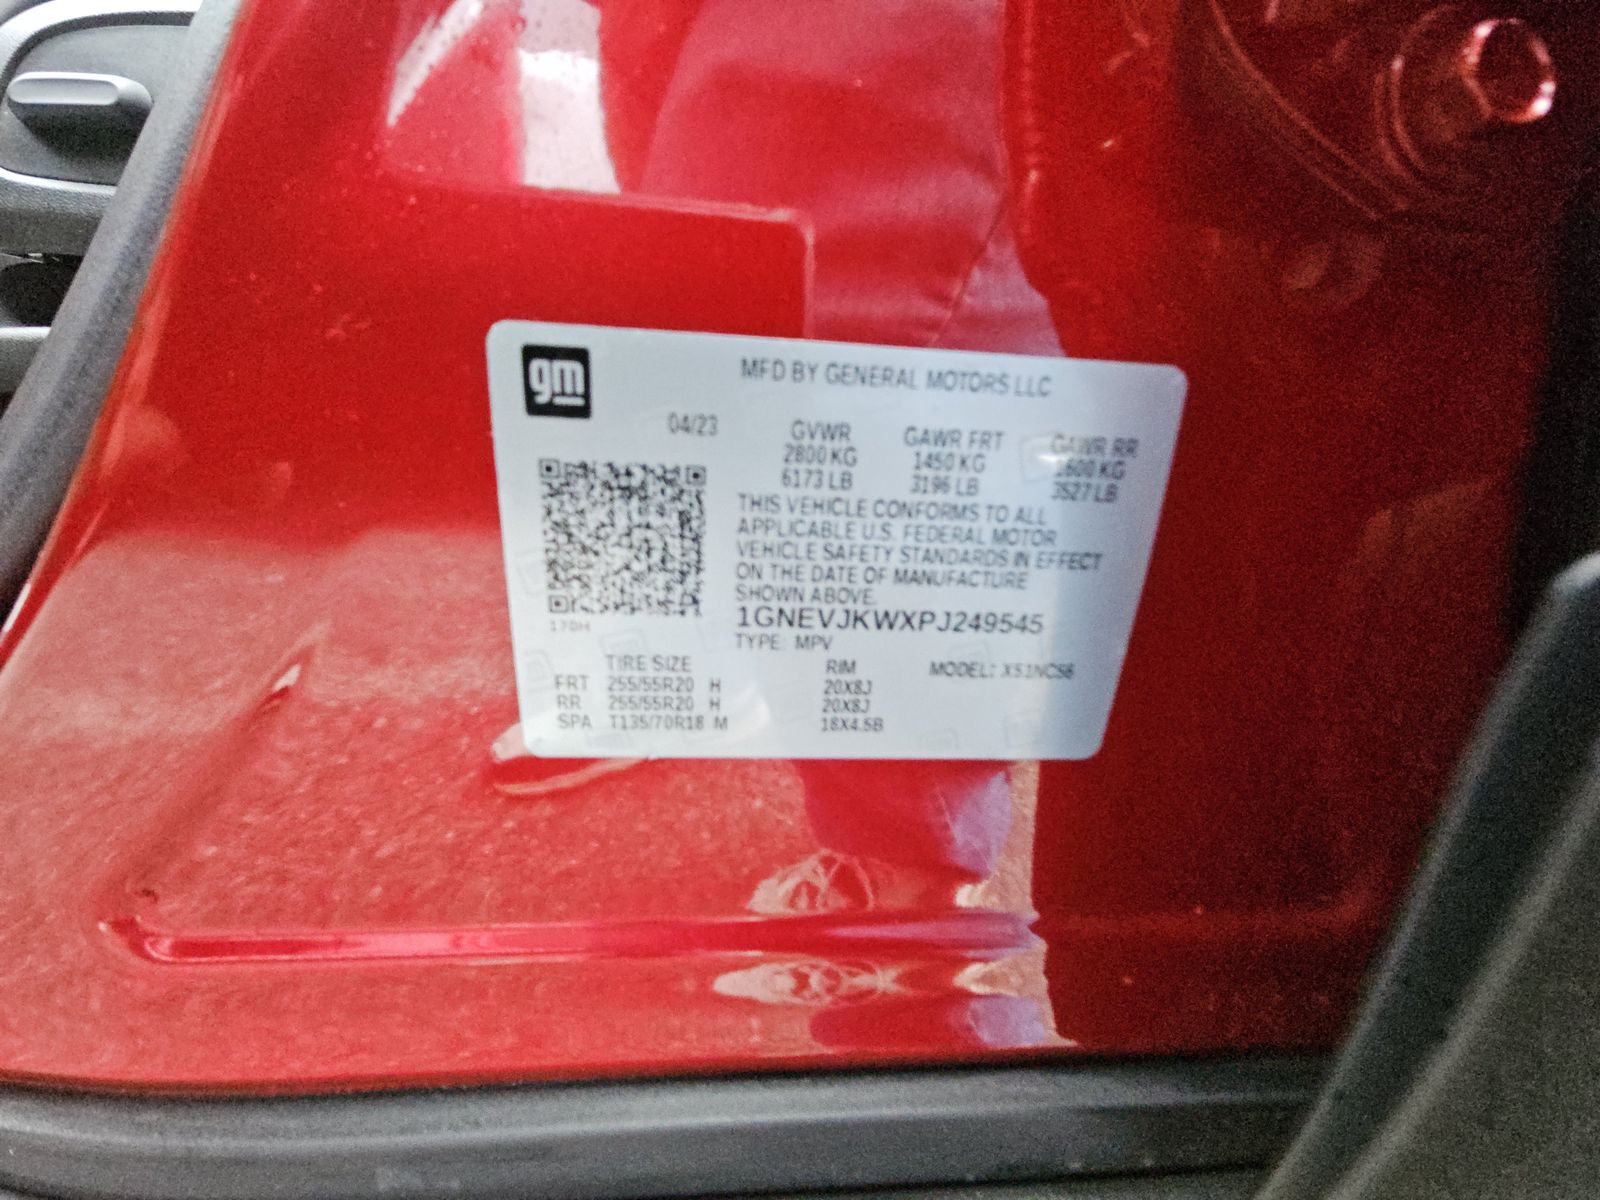 gm
MFD BY GENERAL MOTORS LLC
04/23 GVWR GAWR FRT GAWR RR
2800 KG 1450 KG 1600 KG
6173 LB 3196 LB 3527 LB
THIS VEHICLE CONFORMS TO ALL
APPLICABLE U.S. FEDERAL MOTOR
VEHICLE SAFETY STANDARDS IN EFFECT
ON THE DATE OF MANUFACTURE
SHOWN ABOVE.
1GNEVJKWXPJ249545
170H
TYPE: MPV
TIRE SIZE RIM MODEL:
FRT 255/55R20 H 20X8J
RR 255/55R20 H 20X8J
SPA T135/70R18 M 18X4.5B